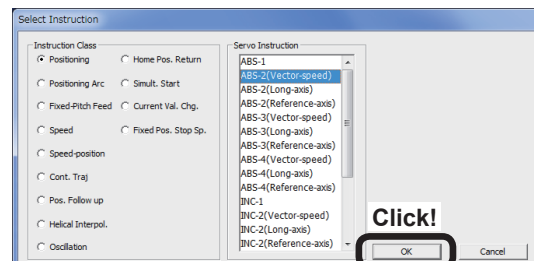 Select Instruction
Instruction Class
Positioning
Home Pos. Return
Positioning Arc
Simult. Start
Fixed-Pitch Feed
Current Val. Chg.
Speed
Fixed Pos. Stop Sp.
Speed-position
Cont. Traj
Pos. Follow up
Helical Interpol.
Oscillation
Servo Instruction
ABS-1
ABS-2(Vector-speed)
ABS-2(Long-axis)
ABS-2(Reference-axis)
ABS-3(Vector-speed)
ABS-3(Long-axis)
ABS-3(Reference-axis)
ABS-4(Vector-speed)
ABS-4(Long-axis)
ABS-4(Reference-axis)
INC-1
INC-2(Vector-speed)
INC-2(Long-axis)
INC-2(Reference-axis)
Click!
OK
Cancel